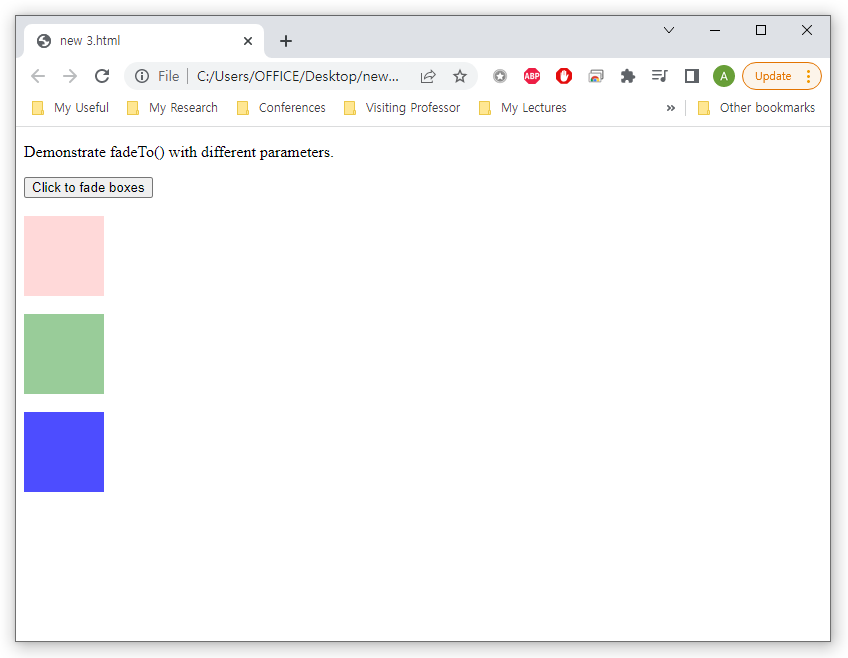 new 3.html
File C:/Users/OFFICE/Desktop/new... ABP A Update
My Useful My Research Conferences Visiting Professor My Lectures » Other bookmarks
Demonstrate fadeTo() with different parameters.
Click to fade boxes